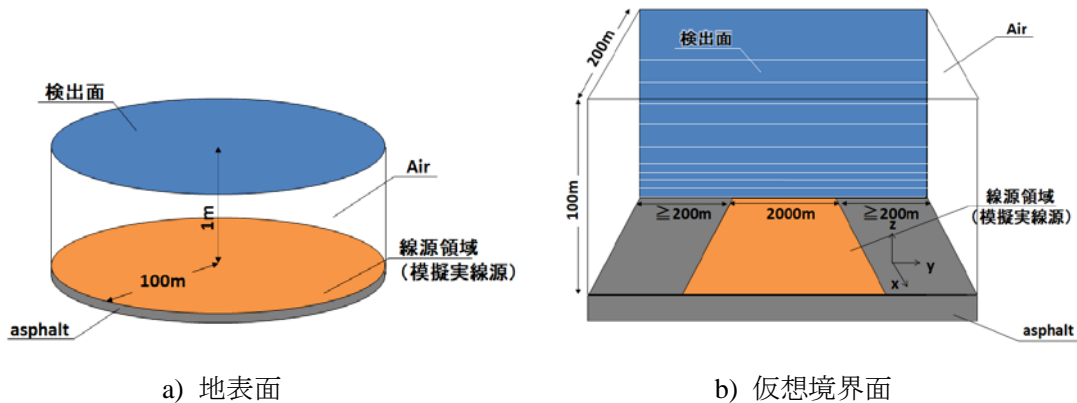 検出面
Air
1m
線源領域
(模擬実線源)
100m
asphalt
a) 地表面
200m
検出面
Air
100m
≧200m
2000m
≧200m
線源領域
(模擬実線源)
z
y
x
asphalt
b) 仮想境界面